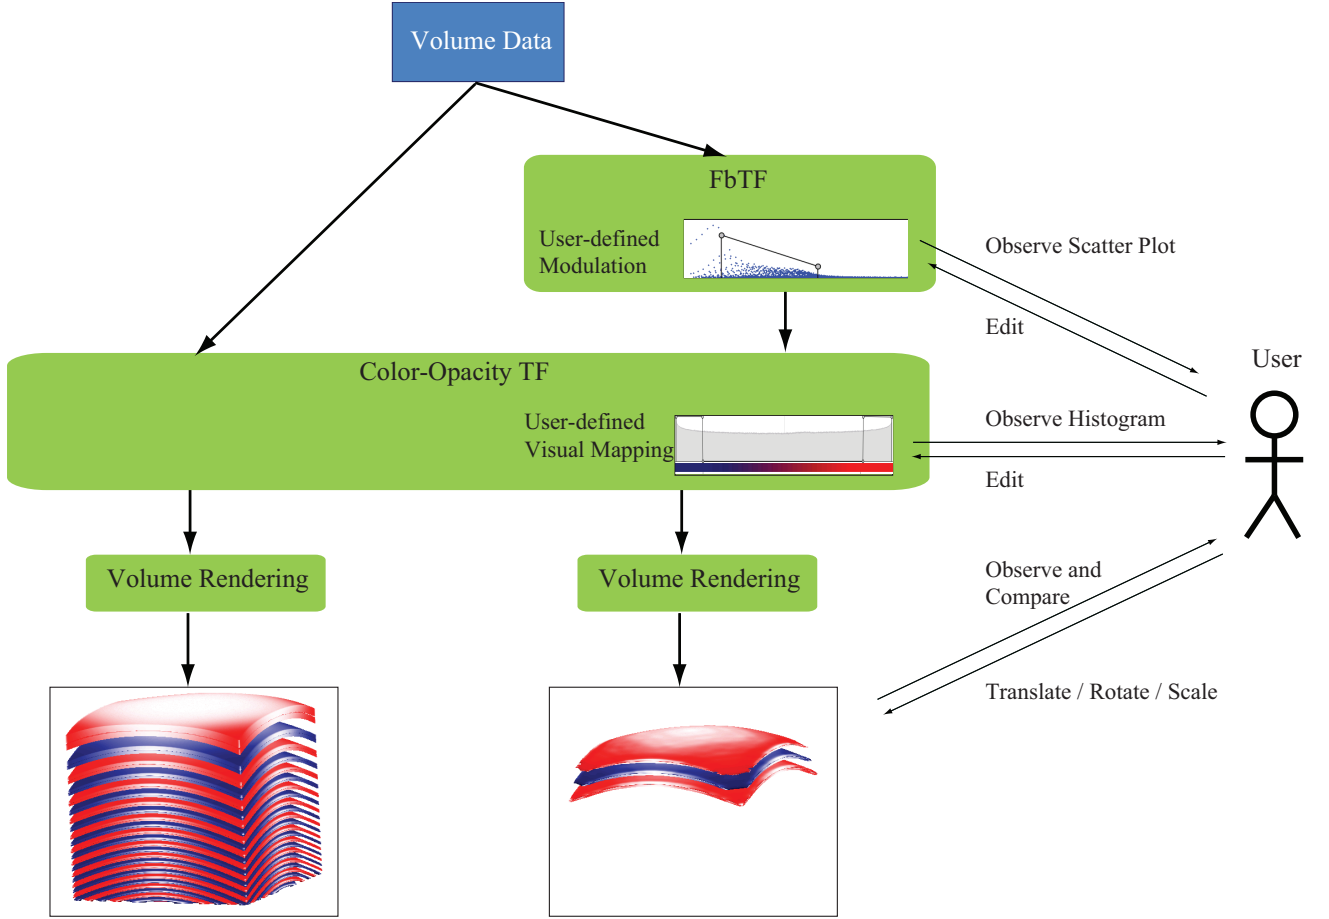 Volume Data
FbTF
User-defined
Modulation
Observe Scatter Plot
Edit
User
Color-Opacity TF
User-defined
Visual Mapping
Observe Histogram
Edit
Volume Rendering
Volume Rendering
Observe and
Compare
Translate / Rotate / Scale